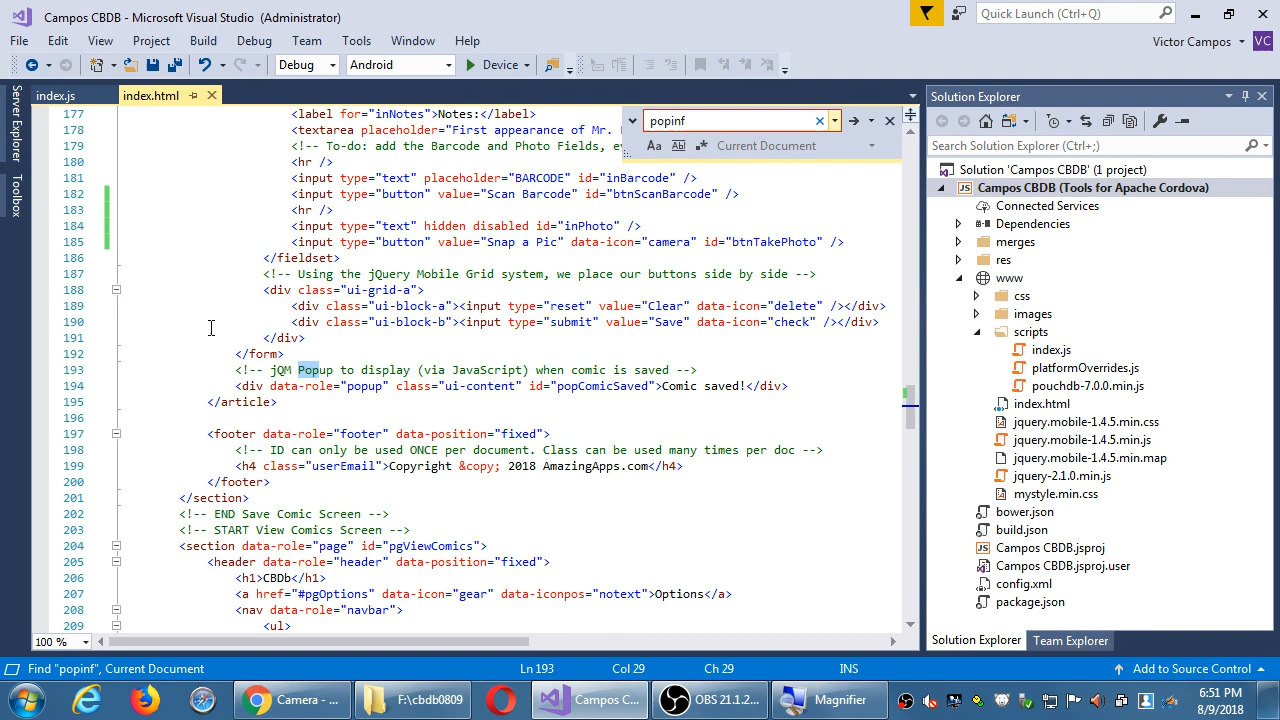 Campos CBDB - Microsoft Visual Studio (Administrator)
Quick Launch (Ctrl+Q)
File Edit View Project Build Debug Team Tools Window Help
Victor Campos VC
Debug Android Device
index.js index.html
Server Explorer
Toolbox
popinf
Current Document
177 <label for="inNotes">Notes:</label>
178 <textarea placeholder="First appearance of Mr.
179 <!-- To-do: add the Barcode and Photo Fields,
180 <hr />
181 <input type="text" placeholder="BARCODE" id="inBarcode" />
182 <input type="button" value="Scan Barcode" id="btnScanBarcode" />
183 <hr />
184 <input type="text" hidden disabled id="inPhoto" />
185 <input type="button" value="Snap a Pic" data-icon="camera" id="btnTakePhoto" />
186 </fieldset>
187 <!-- Using the jQuery Mobile Grid system, we place our buttons side by side -->
188 <div class="ui-grid-a">
189 <div class="ui-block-a"><input type="reset" value="Clear" data-icon="delete" /></div>
190 <div class="ui-block-b"><input type="submit" value="Save" data-icon="check" /></div>
191 </div>
192 </form>
193 <!-- jQM Popup to display (via JavaScript) when comic is saved -->
194 <div data-role="popup" class="ui-content" id="popComicSaved">Comic saved!</div>
195 </article>
196
197 <footer data-role="footer" data-position="fixed">
198 <!-- ID can only be used ONCE per document. Class can be used many times per doc -->
199 <h4 class="userEmail">Copyright &copy; 2018 AmazingApps.com</h4>
200 </footer>
201 </section>
202 <!-- END Save Comic Screen -->
203 <!-- START View Comics Screen -->
204 <section data-role="page" id="pgViewComics">
205 <header data-role="header" data-position="fixed">
206 <h1>CBDb</h1>
207 <a href="#pgOptions" data-icon="gear" data-iconpos="notext">Options</a>
208 <nav data-role="navbar">
209 <ul>
100 %
Solution Explorer
Search Solution Explorer (Ctrl+;)
Solution 'Campos CBDB' (1 project)
JS Campos CBDB (Tools for Apache Cordova)
Connected Services
Dependencies
merges
res
www
css
images
scripts
index.js
platformOverrides.js
pouchdb-7.0.0.min.js
index.html
jquery.mobile-1.4.5.min.css
jquery.mobile-1.4.5.min.js
jquery.mobile-1.4.5.min.map
jquery-2.1.0.min.js
mystyle.min.css
bower.json
build.json
JS Campos CBDB.jsproj
Campos CBDB.jsproj.user
config.xml
package.json
Solution Explorer Team Explorer
Find "popinf", Current Document Ln 193 Col 29 Ch 29 INS Add to Source Control
Camera - ... F:\cbdb0809 Campos C... OBS 21.1.2... Magnifier
6:51 PM
8/9/2018